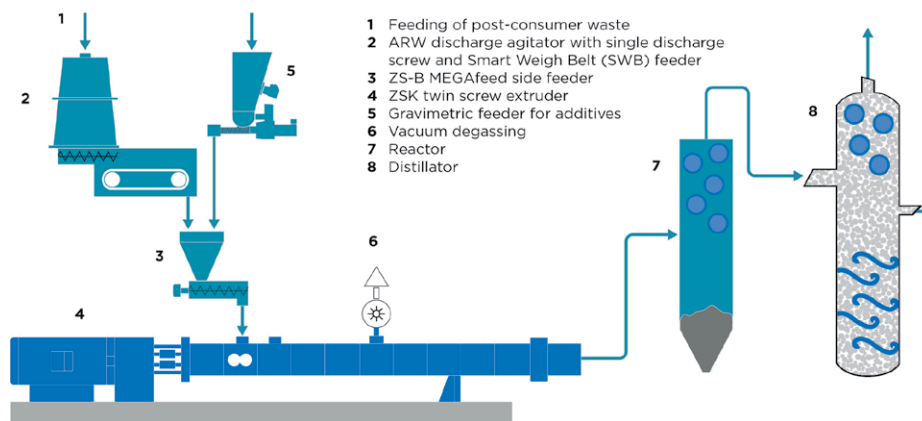 1 Feeding of post-consumer waste
2 ARW discharge agitator with single discharge
screw and Smart Weigh Belt (SWB) feeder
3 ZS-B MEGAfeed side feeder
4 ZSK twin screw extruder
5 Gravimetric feeder for additives
6 Vacuum degassing
7 Reactor
8 Distillator
1
2
5
3
6
4
7
8